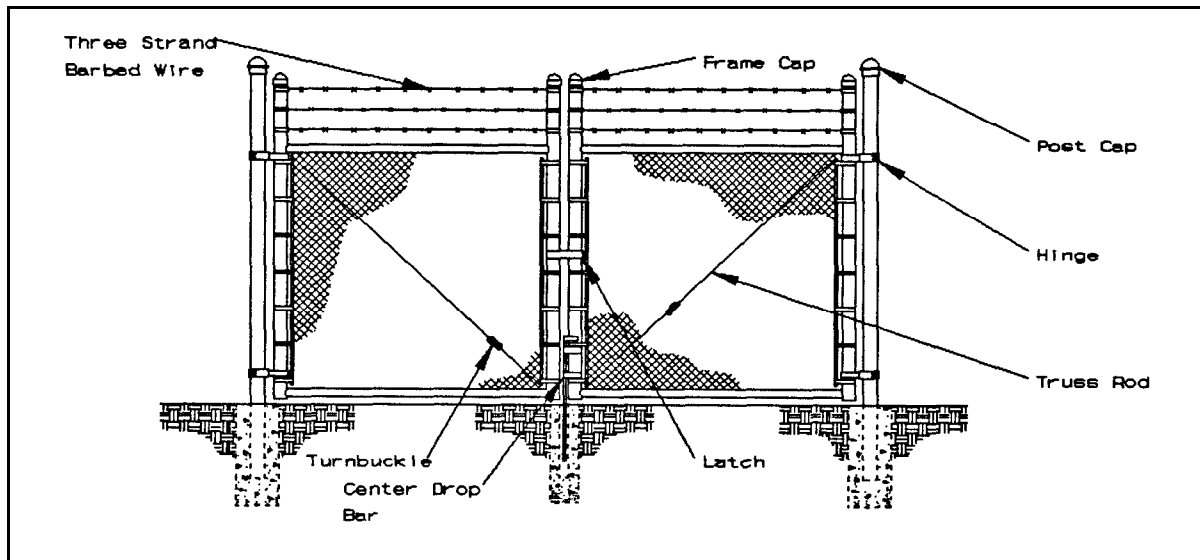 Three Strand
Barbed Wire
Frame Cap
Post Cap
Hinge
Truss Rod
Latch
Turnbuckle
Center Drop
Bar